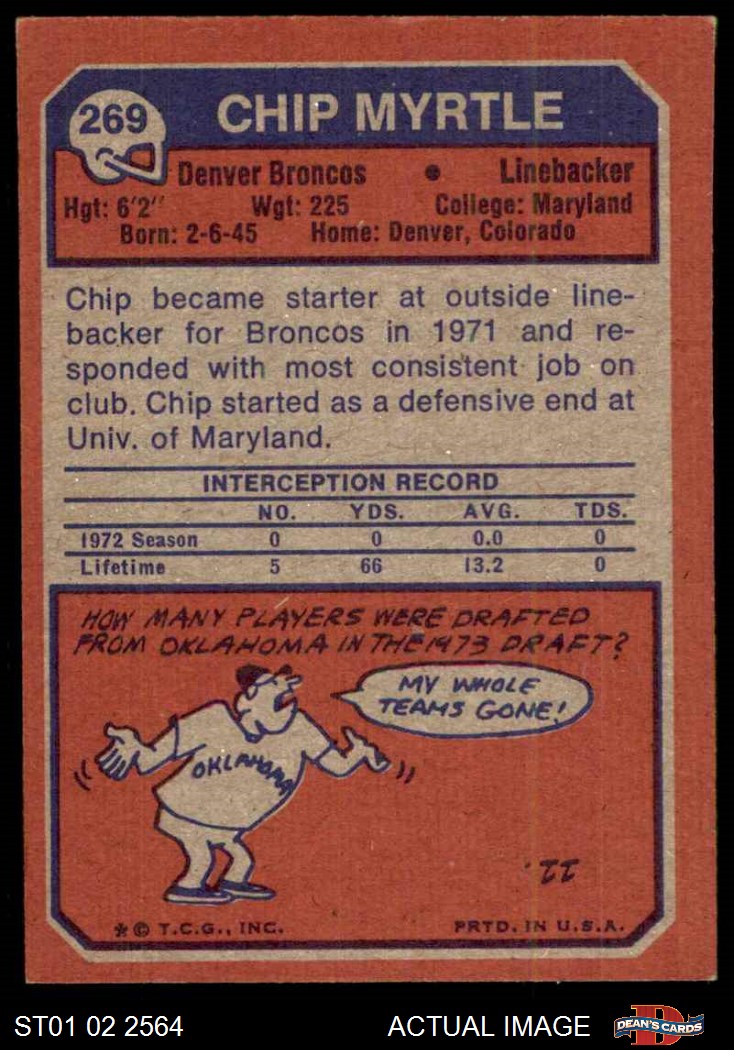 269
CHIP MYRTLE
Denver Broncos • Linebacker
Hgt: 6'2" Wgt: 225 College: Maryland
Born: 2-6-45 Home: Denver, Colorado
Chip became starter at outside line-
backer for Broncos in 1971 and re-
sponded with most consistent job on
club. Chip started as a defensive end at
Univ. of Maryland.
INTERCEPTION RECORD
NO. YDS. AVG. TDS.
1972 Season 0 0 0.0 0
Lifetime 5 66 13.2 0
HOW MANY PLAYERS WERE DRAFTED
FROM OKLAHOMA IN THE 1973 DRAFT?
MY WHOLE
TEAMS GONE!
OKLAHOMA
22
* © T.C.G., INC. PRTD. IN U.S.A.
ST01 02 2564 ACTUAL IMAGE D DEAN'S CARDS